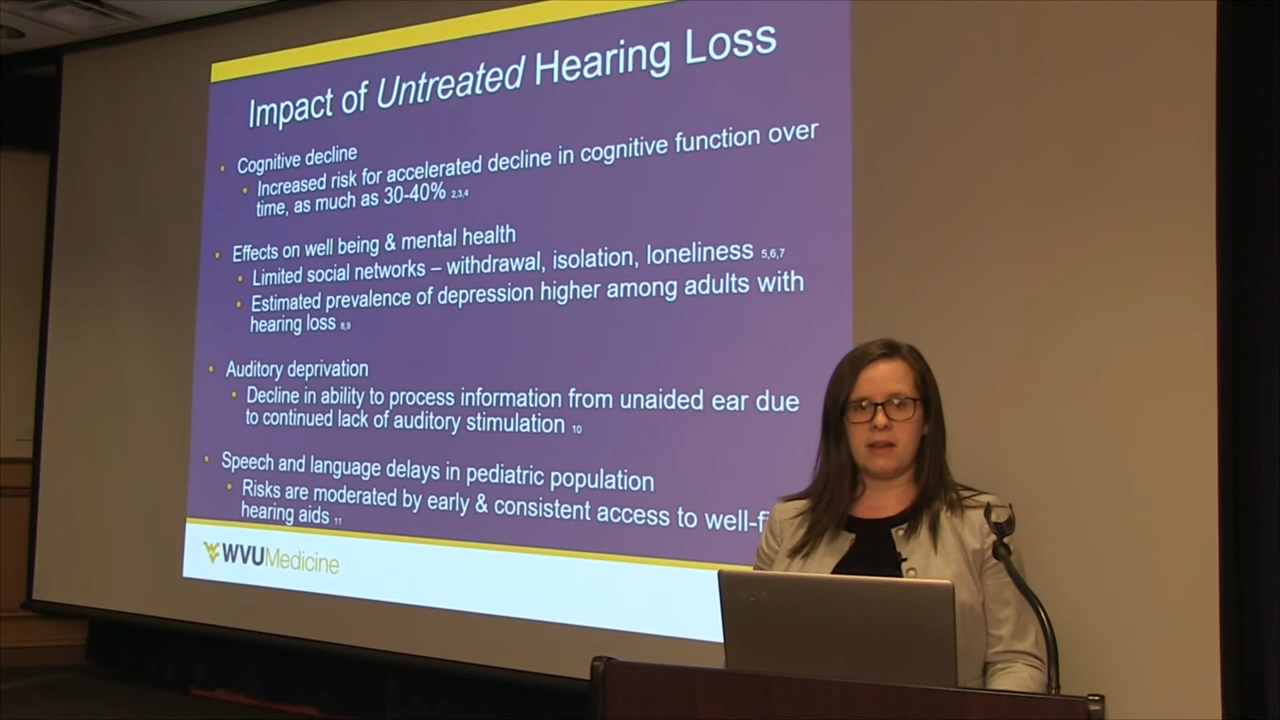 Impact of Untreated Hearing Loss
• Cognitive decline
• Increased risk for accelerated decline in cognitive function over
time, as much as 30-40% 2,3,4
• Effects on well being & mental health
• Limited social networks – withdrawal, isolation, loneliness 5,6,7
• Estimated prevalence of depression higher among adults with
hearing loss 8,9
• Auditory deprivation
• Decline in ability to process information from unaided ear due
to continued lack of auditory stimulation 10
• Speech and language delays in pediatric population
• Risks are moderated by early & consistent access to well-fi
hearing aids 11
WVUMedicine